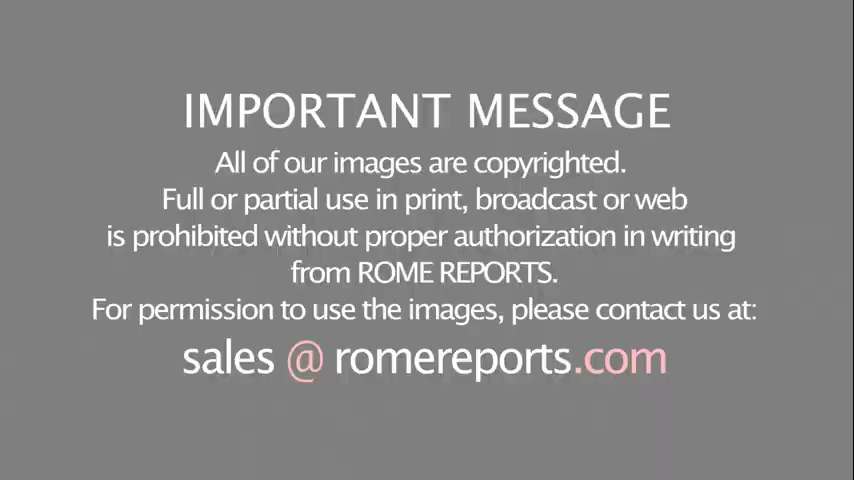 IMPORTANT MESSAGE
All of our images are copyrighted.
Full or partial use in print, broadcast or web
is prohibited without proper authorization in writing
from ROME REPORTS.
For permission to use the images, please contact us at:
sales @ romereports.com